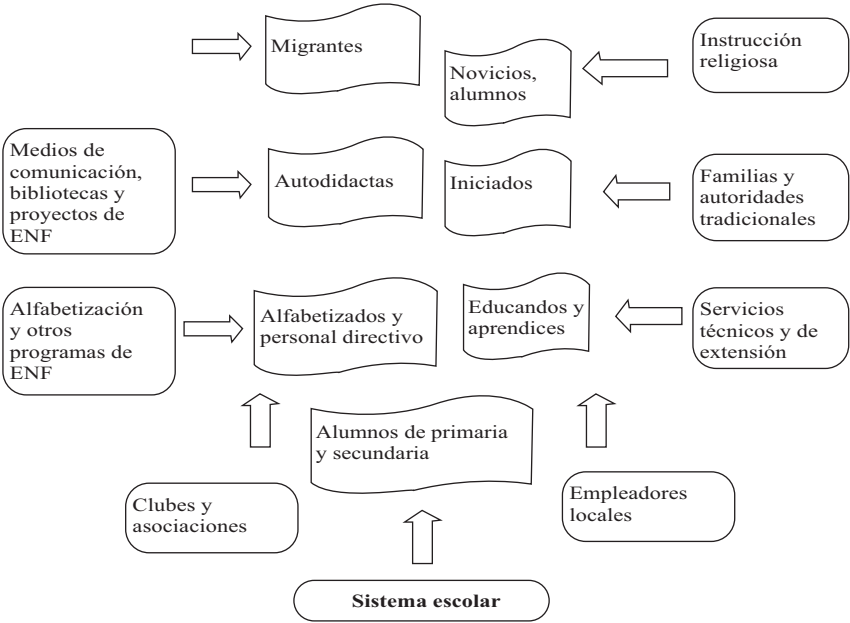 Migrantes
Novicios,
alumnos
Instrucción
religiosa
Medios de
comunicación,
bibliotecas y
proyectos de
ENF
Autodidactas
Iniciados
Familias y
autoridades
tradicionales
Alfabetización
y otros
programas de
ENF
Alfabetizados y
personal directivo
Educandos y
aprendices
Servicios
técnicos y de
extensión
Alumnos de primaria
y secundaria
Clubes y
asociaciones
Empleadores
locales
Sistema escolar